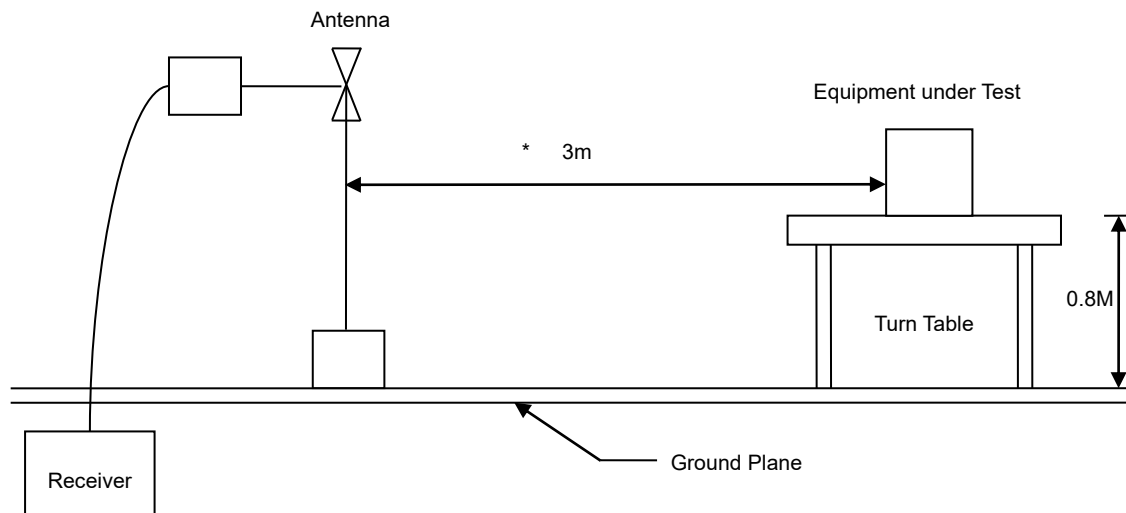 Antenna
Equipment under Test
* 3m
0.8M
Turn Table
Ground Plane
Receiver